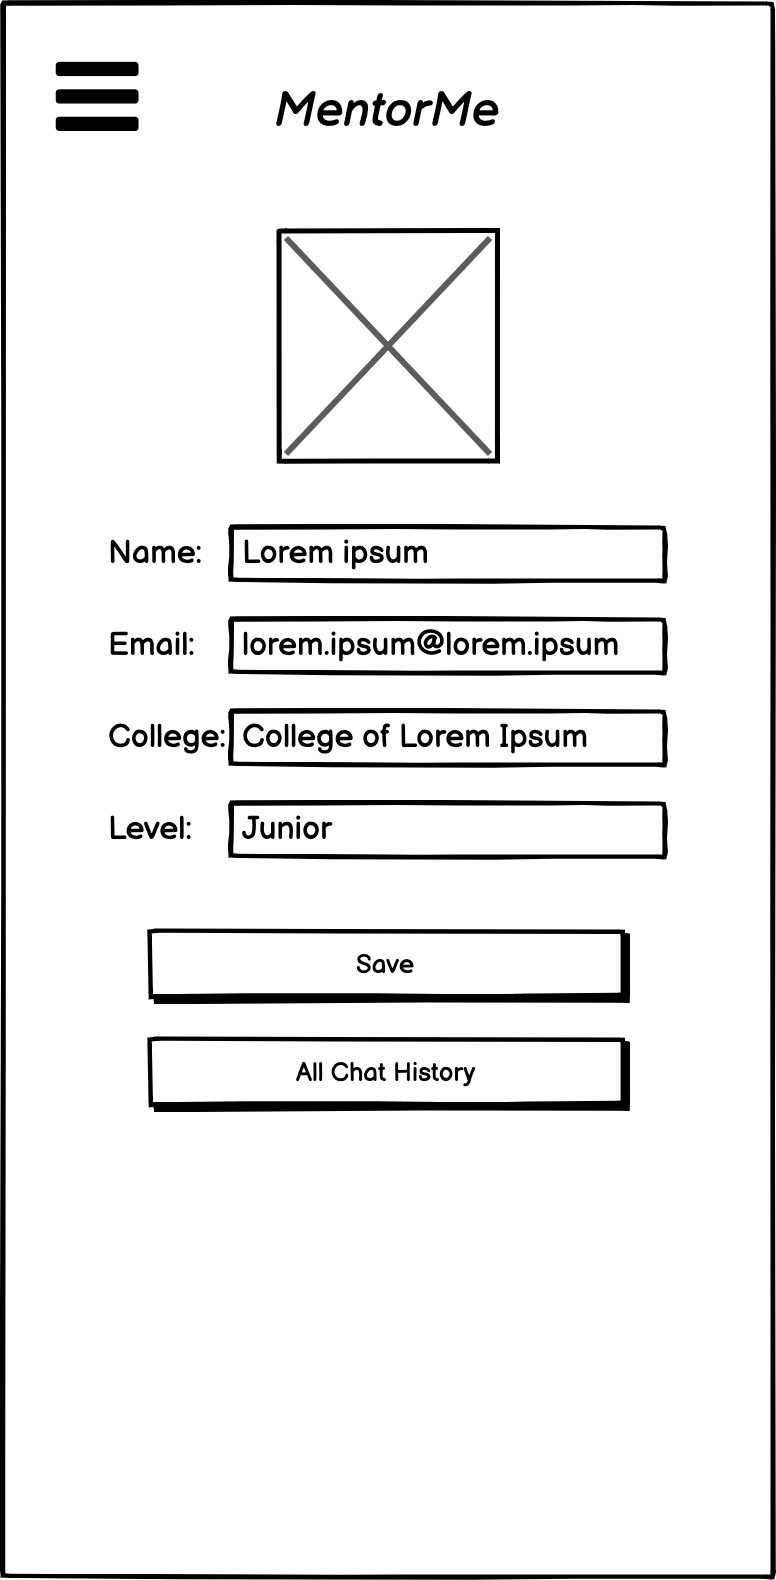 MentorMe
Name: Lorem ipsum
Email: lorem.ipsum@lorem.ipsum
College: College of Lorem Ipsum
Level: Junior
Save
All Chat History